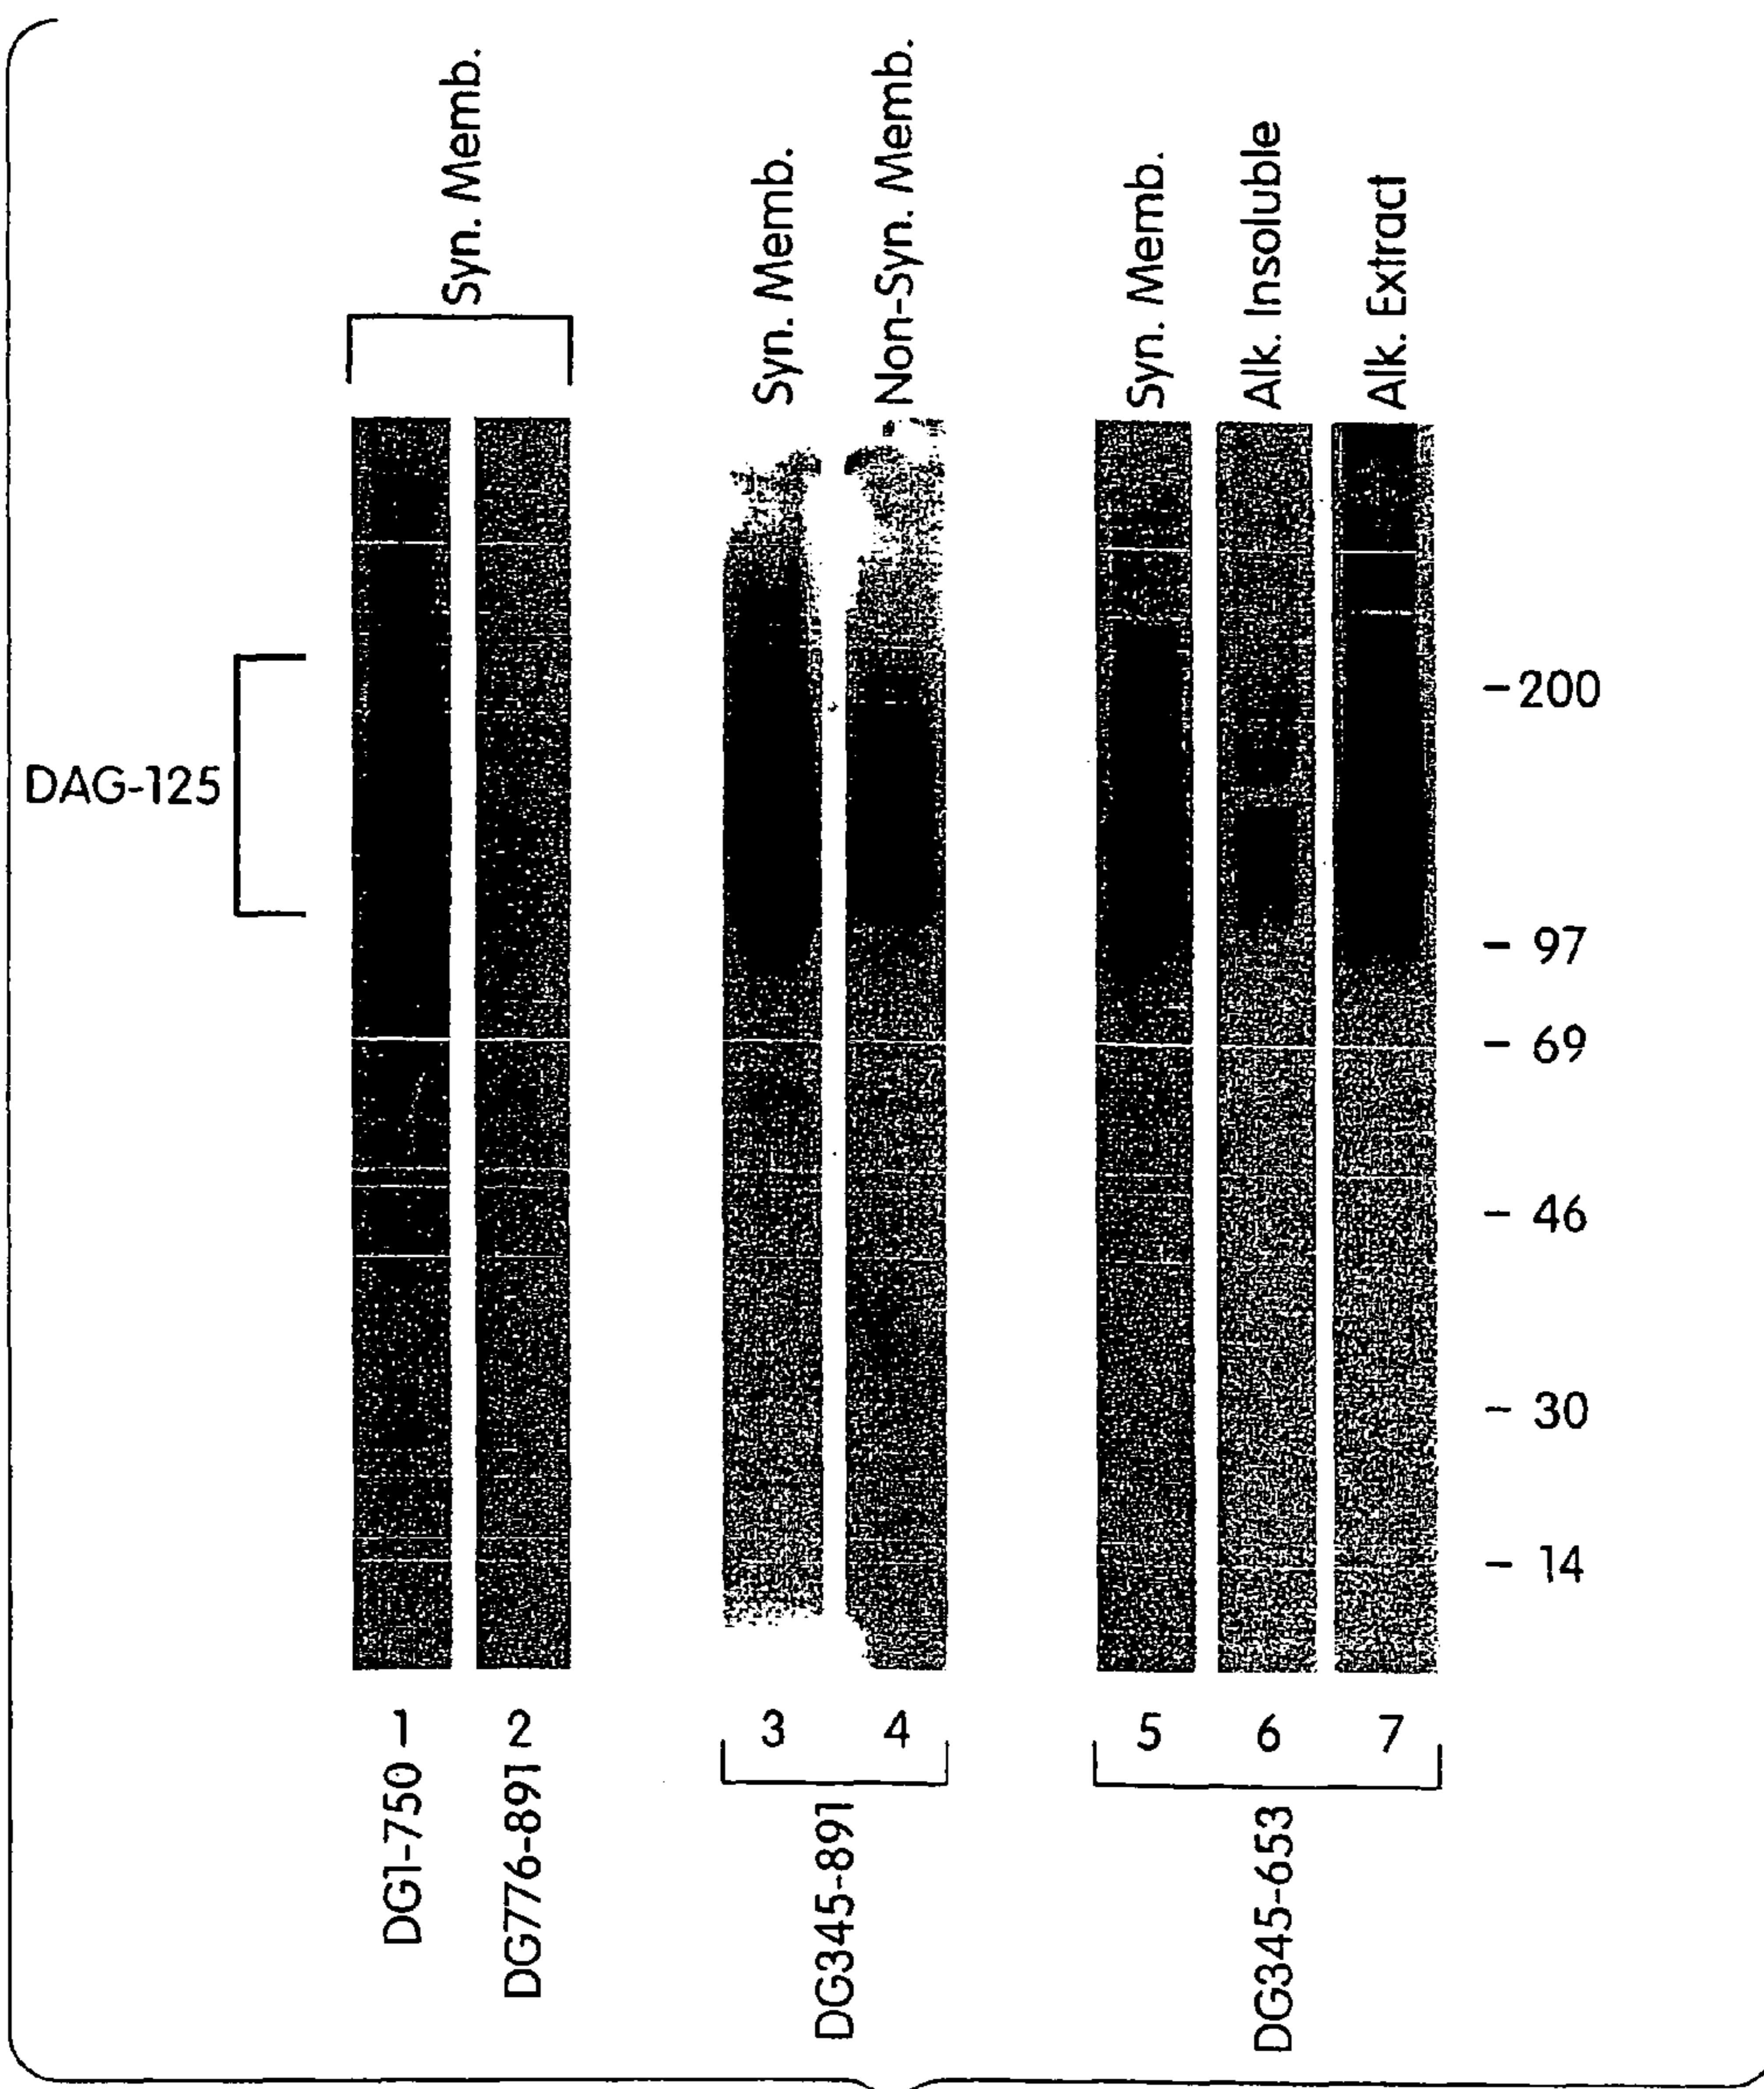 Syn. Memb.
Syn. Memb.
Non-Syn. Memb.
Syn. Memb.
Alk. Insoluble
Alk. Extract
DAG-125
-200
- 97
- 69
- 46
- 30
- 14
1
2
3
4
5
6
7
DG1-750
DG776-891
DG345-891
DG345-653